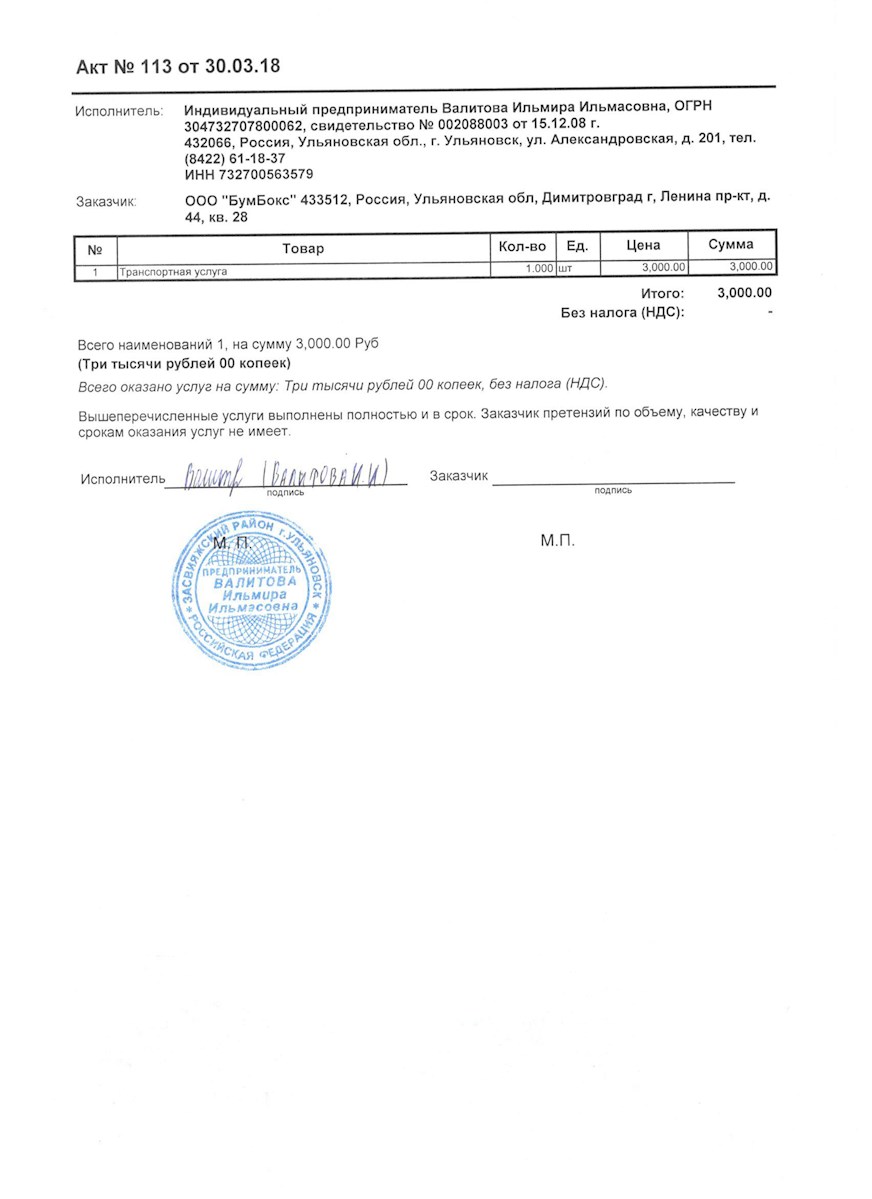 Акт № 113 от 30.03.18
Исполнитель: Индивидуальный предприниматель Валитова Ильмира Ильмасовна, ОГРН
304732707800062, свидетельство № 002088003 от 15.12.08 г.
432066, Россия, Ульяновская обл., г. Ульяновск, ул. Александровская, д. 201, тел.
(8422) 61-18-37
ИНН 732700563579
Заказчик: ООО "БумБокс" 433512, Россия, Ульяновская обл, Димитровград г, Ленина пр-кт, д.
44, кв. 28
№ Товар Кол-во Ед. Цена Сумма
1 Транспортная услуга 1.000 шт 3,000.00 3,000.00
Итого: 3,000.00
Без налога (НДС): -
Всего наименований 1, на сумму 3,000.00 Руб
(Три тысячи рублей 00 копеек)
Всего оказано услуг на сумму: Три тысячи рублей 00 копеек, без налога (НДС).
Вышеперечисленные услуги выполнены полностью и в срок. Заказчик претензий по объему, качеству и
срокам оказания услуг не имеет.
Исполнитель (Валитова И.И) Заказчик
подпись подпись
М. П. М.П.
ЗАСВИЯЖСКИЙ РАЙОН г.УЛЬЯНОВСК
ПРЕДПРИНИМАТЕЛЬ
ВАЛИТОВА
Ильмира
Ильмасовна
* РОССИЙСКАЯ ФЕДЕРАЦИЯ *